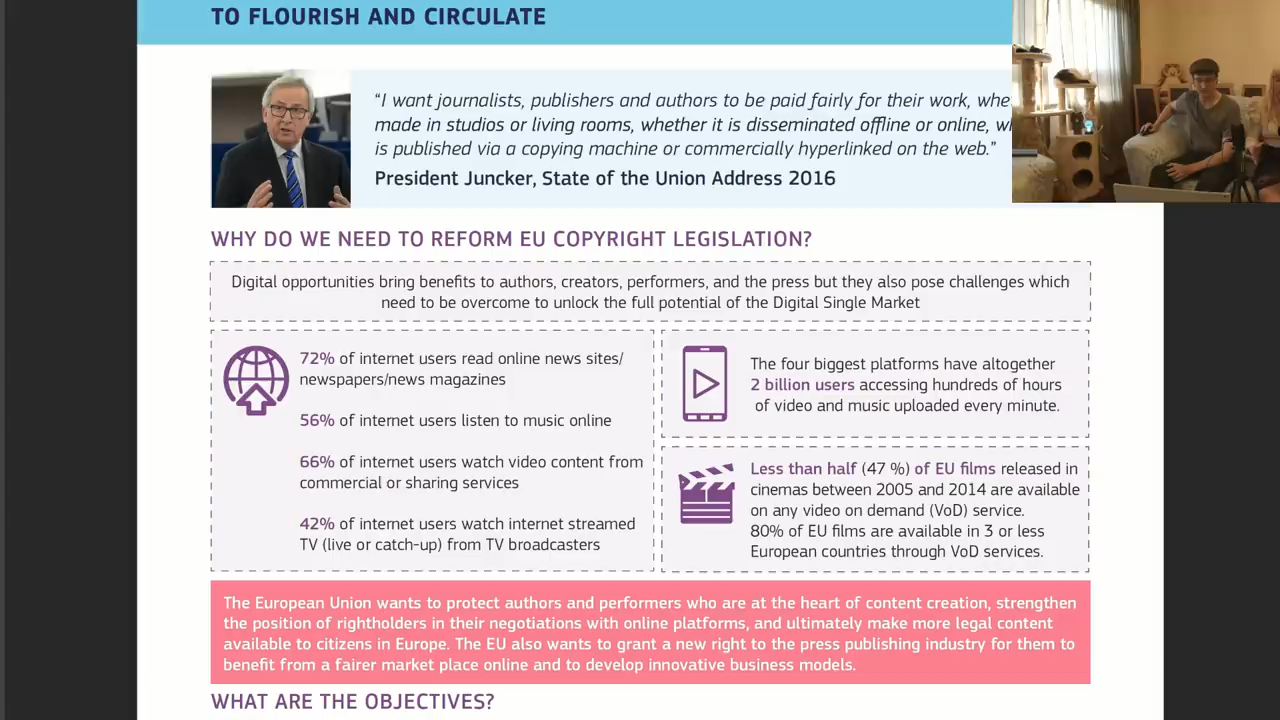 TO FLOURISH AND CIRCULATE
“I want journalists, publishers and authors to be paid fairly for their work,
made in studios or living rooms, whether it is disseminated offline or online,
is published via a copying machine or commercially hyperlinked on the web.”
President Juncker, State of the Union Address 2016
WHY DO WE NEED TO REFORM EU COPYRIGHT LEGISLATION?
Digital opportunities bring benefits to authors, creators, performers, and the press but they also pose challenges which
need to be overcome to unlock the full potential of the Digital Single Market
72% of internet users read online news sites/
newspapers/news magazines
56% of internet users listen to music online
66% of internet users watch video content from
commercial or sharing services
42% of internet users watch internet streamed
TV (live or catch-up) from TV broadcasters
The four biggest platforms have altogether
2 billion users accessing hundreds of hours
of video and music uploaded every minute.
Less than half (47 %) of EU films released in
cinemas between 2005 and 2014 are available
on any video on demand (VoD) service.
80% of EU films are available in 3 or less
European countries through VoD services.
The European Union wants to protect authors and performers who are at the heart of content creation, strengthen
the position of rightholders in their negotiations with online platforms, and ultimately make more legal content
available to citizens in Europe. The EU also wants to grant a new right to the press publishing industry for them to
benefit from a fairer market place online and to develop innovative business models.
WHAT ARE THE OBJECTIVES?